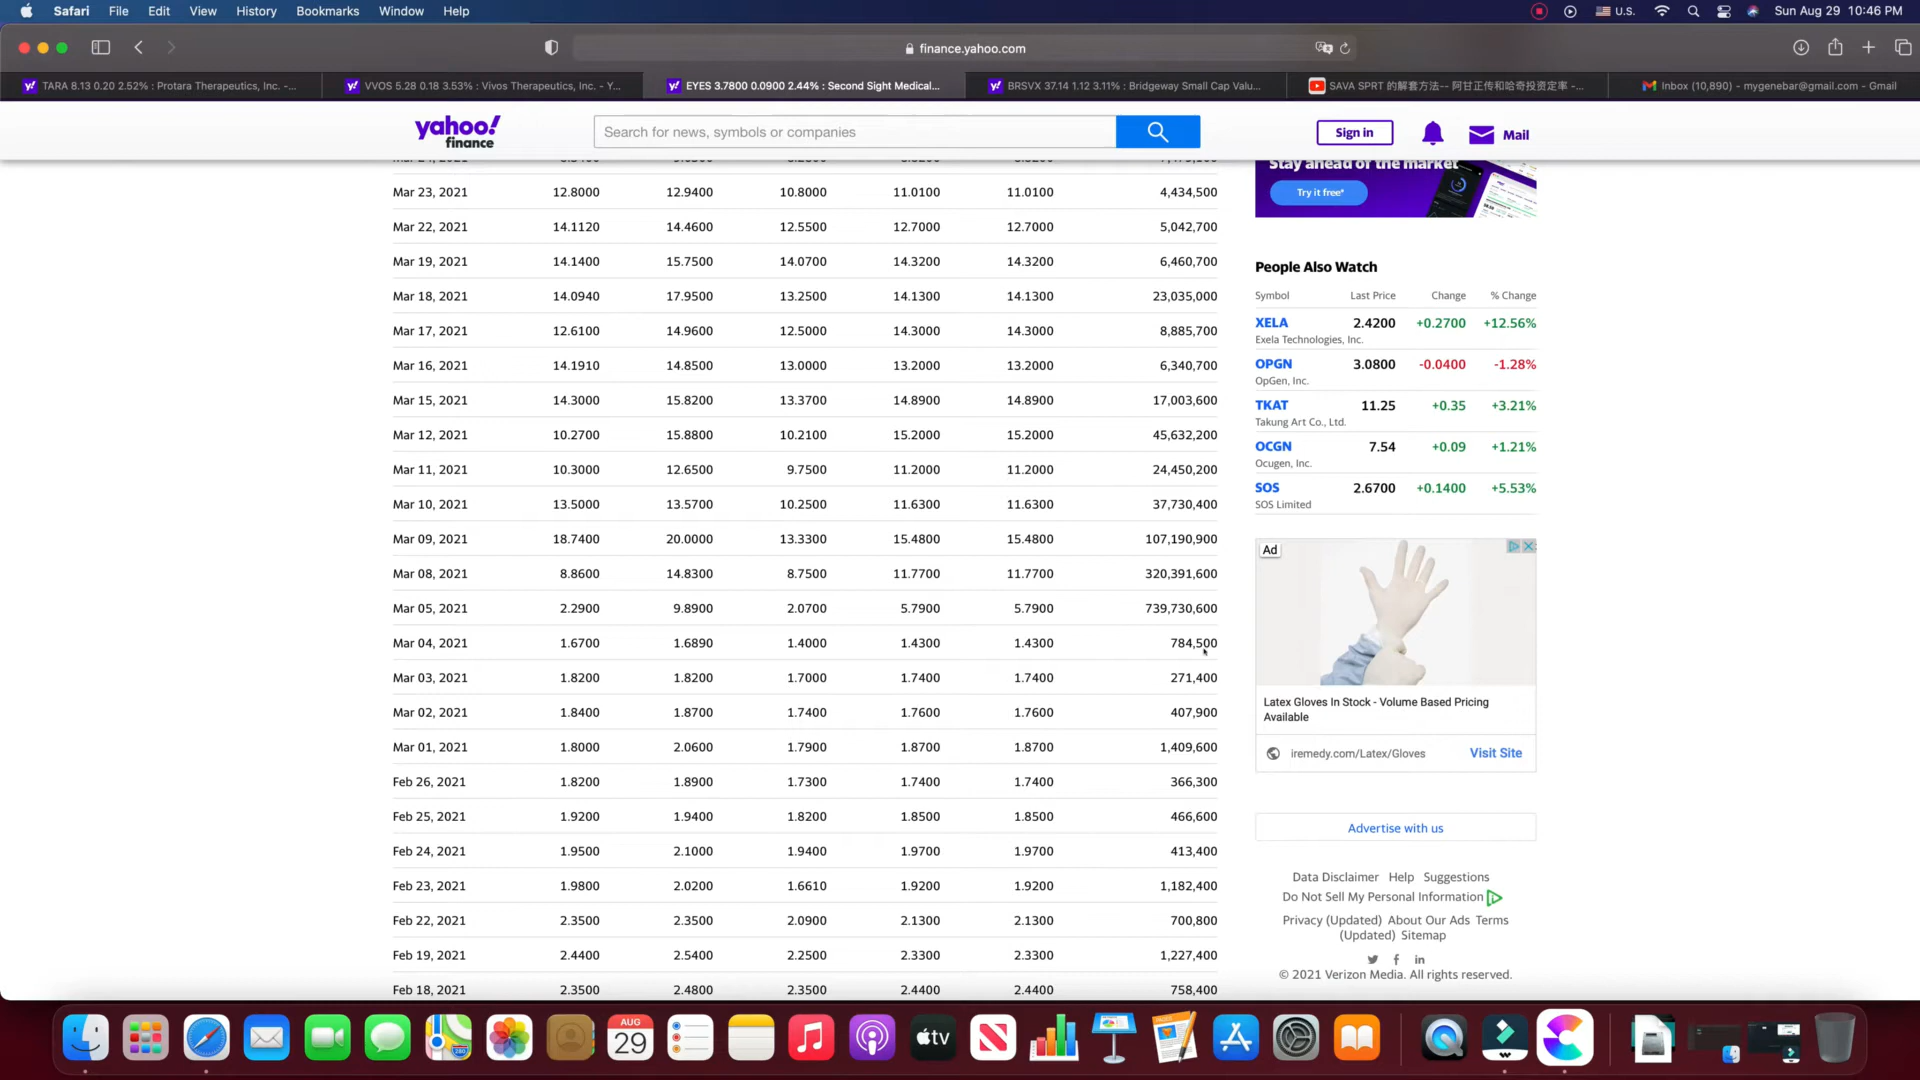 Safari File Edit View History Bookmarks Window Help U.S. Sun Aug 29 10:46 PM
finance.yahoo.com
TARA 8.13 0.20 2.52% : Protara Therapeutics, Inc. -... VVOS 5.28 0.18 3.53% : Vivos Therapeutics, Inc. - Y... EYES 3.7800 0.0900 2.44% : Second Sight Medical... BRSVX 37.14 1.12 3.11% : Bridgeway Small Cap Valu... SAVA SPRT 的解套方法-- 阿甘正传和哈奇投资定率 -... Inbox (10,890) - mygenebar@gmail.com - Gmail
yahoo!
finance
Search for news, symbols or companies
Sign in
Mail
Mar 23, 2021 12.8000 12.9400 10.8000 11.0100 11.0100 4,434,500
Mar 22, 2021 14.1120 14.4600 12.5500 12.7000 12.7000 5,042,700
Mar 19, 2021 14.1400 15.7500 14.0700 14.3200 14.3200 6,460,700
Mar 18, 2021 14.0940 17.9500 13.2500 14.1300 14.1300 23,035,000
Mar 17, 2021 12.6100 14.9600 12.5000 14.3000 14.3000 8,885,700
Mar 16, 2021 14.1910 14.8500 13.0000 13.2000 13.2000 6,340,700
Mar 15, 2021 14.3000 15.8200 13.3700 14.8900 14.8900 17,003,600
Mar 12, 2021 10.2700 15.8800 10.2100 15.2000 15.2000 45,632,200
Mar 11, 2021 10.3000 12.6500 9.7500 11.2000 11.2000 24,450,200
Mar 10, 2021 13.5000 13.5700 10.2500 11.6300 11.6300 37,730,400
Mar 09, 2021 18.7400 20.0000 13.3300 15.4800 15.4800 107,190,900
Mar 08, 2021 8.8600 14.8300 8.7500 11.7700 11.7700 320,391,600
Mar 05, 2021 2.2900 9.8900 2.0700 5.7900 5.7900 739,730,600
Mar 04, 2021 1.6700 1.6890 1.4000 1.4300 1.4300 784,500
Mar 03, 2021 1.8200 1.8200 1.7000 1.7400 1.7400 271,400
Mar 02, 2021 1.8400 1.8700 1.7400 1.7600 1.7600 407,900
Mar 01, 2021 1.8000 2.0600 1.7900 1.8700 1.8700 1,409,600
Feb 26, 2021 1.8200 1.8900 1.7300 1.7400 1.7400 366,300
Feb 25, 2021 1.9200 1.9400 1.8200 1.8500 1.8500 466,600
Feb 24, 2021 1.9500 2.1000 1.9400 1.9700 1.9700 413,400
Feb 23, 2021 1.9800 2.0200 1.6610 1.9200 1.9200 1,182,400
Feb 22, 2021 2.3500 2.3500 2.0900 2.1300 2.1300 700,800
Feb 19, 2021 2.4400 2.5400 2.2500 2.3300 2.3300 1,227,400
Feb 18, 2021 2.3500 2.4800 2.3500 2.4400 2.4400 758,400
Stay ahead of the market
Try it free*
People Also Watch
Symbol Last Price Change % Change
XELA 2.4200 +0.2700 +12.56%
Exela Technologies, Inc.
OPGN 3.0800 -0.0400 -1.28%
OpGen, Inc.
TKAT 11.25 +0.35 +3.21%
Takung Art Co., Ltd.
OCGN 7.54 +0.09 +1.21%
Ocugen, Inc.
SOS 2.6700 +0.1400 +5.53%
SOS Limited
Ad
Latex Gloves In Stock - Volume Based Pricing
Available
iremedy.com/Latex/Gloves Visit Site
Advertise with us
Data Disclaimer Help Suggestions
Do Not Sell My Personal Information
Privacy (Updated) About Our Ads Terms
(Updated) Sitemap
© 2021 Verizon Media. All rights reserved.
AUG
29
tv